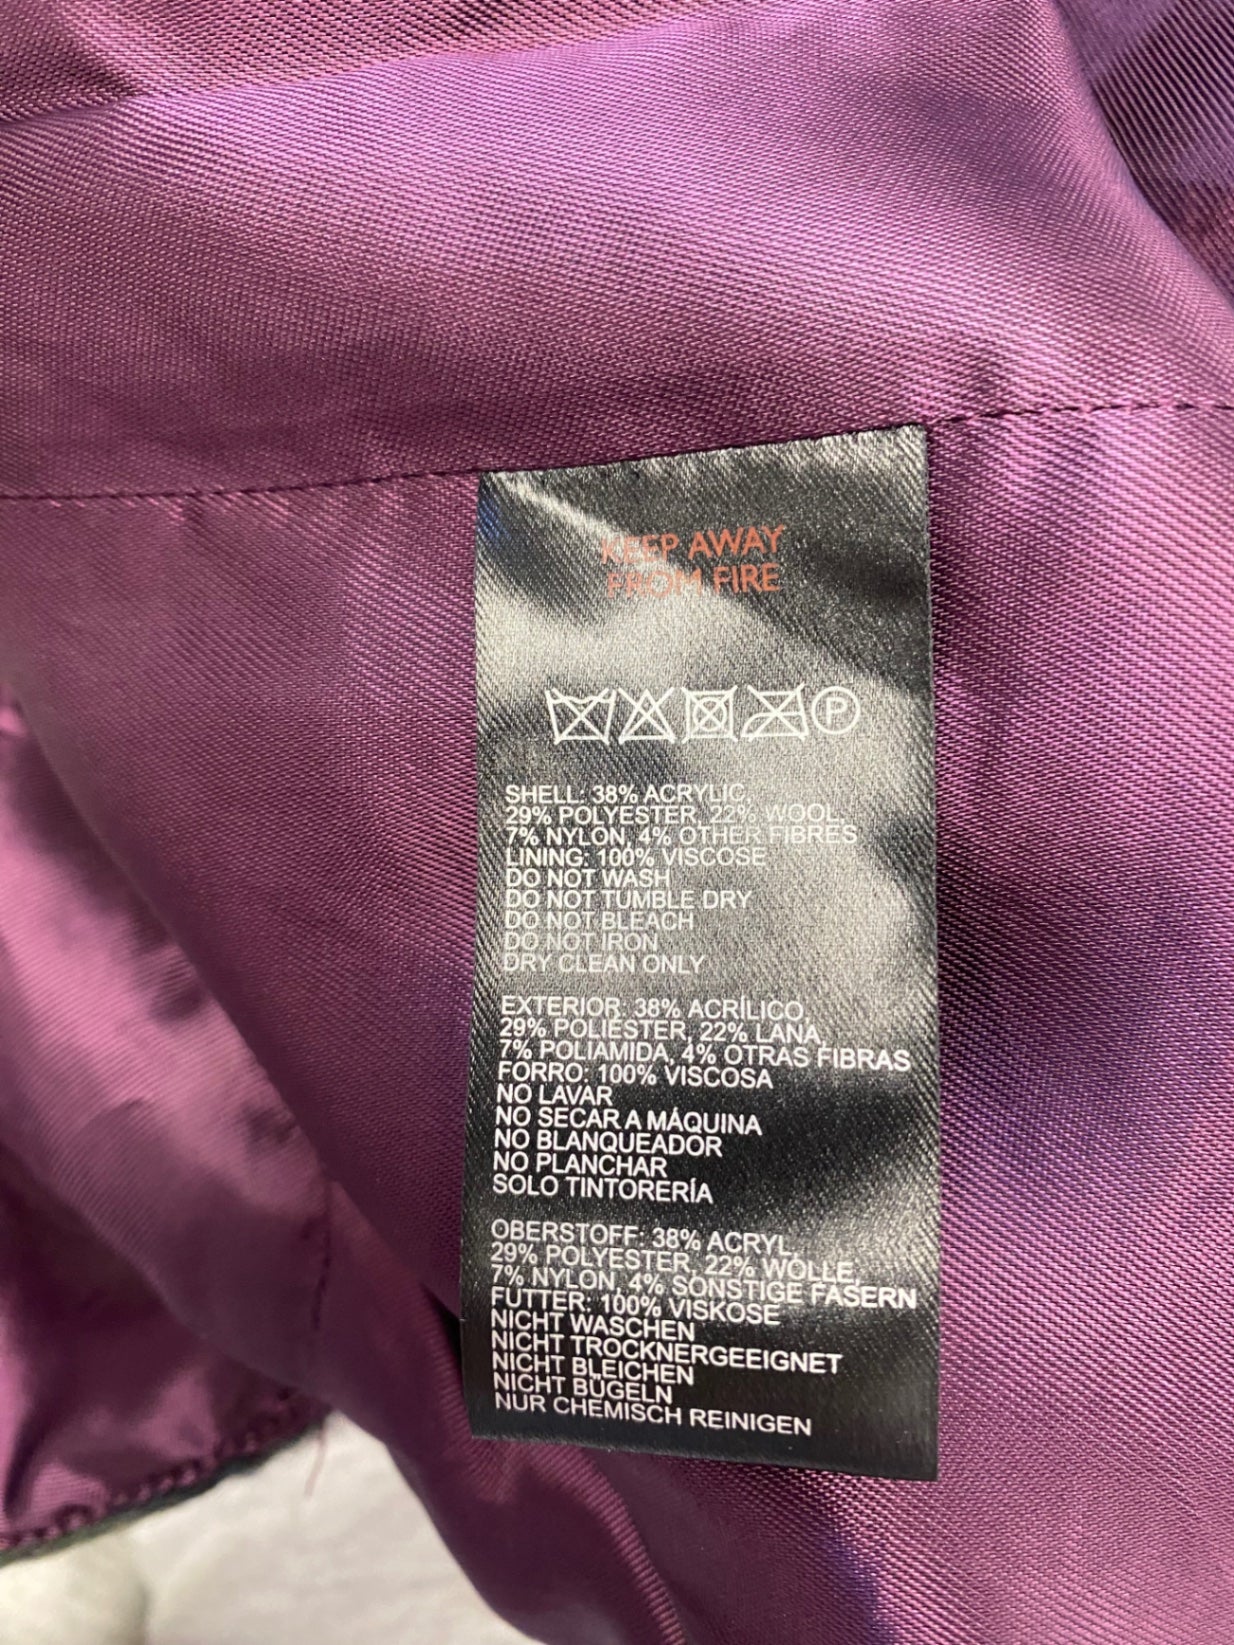 KEEP AWAY
FROM FIRE
P
SHELL: 38% ACRYLIC,
29% POLYESTER, 22% WOOL,
7% NYLON, 4% OTHER FIBRES
LINING: 100% VISCOSE
DO NOT WASH
DO NOT TUMBLE DRY
DO NOT BLEACH
DO NOT IRON
DRY CLEAN ONLY
EXTERIOR: 38% ACRÍLICO,
29% POLIÉSTER, 22% LANA,
7% POLIAMIDA, 4% OTRAS FIBRAS
FORRO: 100% VISCOSA
NO LAVAR
NO SECAR A MÁQUINA
NO BLANQUEADOR
NO PLANCHAR
SOLO TINTORERÍA
OBERSTOFF: 38% ACRYL,
29% POLYESTER, 22% WOLLE,
7% NYLON, 4% SONSTIGE FASERN
FUTTER: 100% VISKOSE
NICHT WASCHEN
NICHT TROCKNERGEEIGNET
NICHT BLEICHEN
NICHT BÜGELN
NUR CHEMISCH REINIGEN